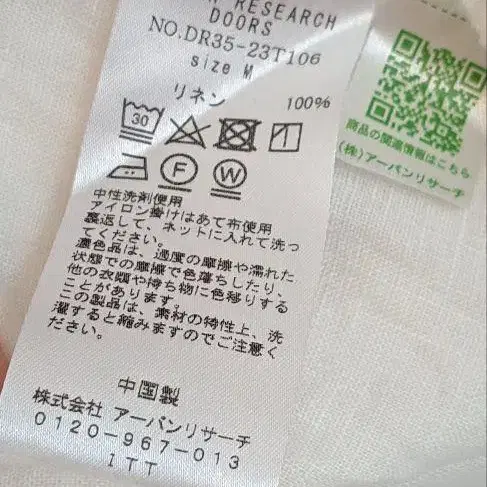 RESEARCH
DOORS
NO.DR35-23T106
size M
リネン 100%
30
F W
中性洗剤使用
アイロン掛けはあて布使用
裏返して、ネットに入れて洗っ
てください。
濃色品は、過度の摩擦や濡れた
状態での摩擦で色落ちしたり、
他の衣類や持ち物に色移りする
ことがあります。
この製品は、素材の特性上、洗
濯すると縮みますのでご注意く
ださい。
中国製
株式会社 アーバンリサーチ
0120-967-013
ITT
商品の関連情報はこちら
(株)アーバンリサーチ